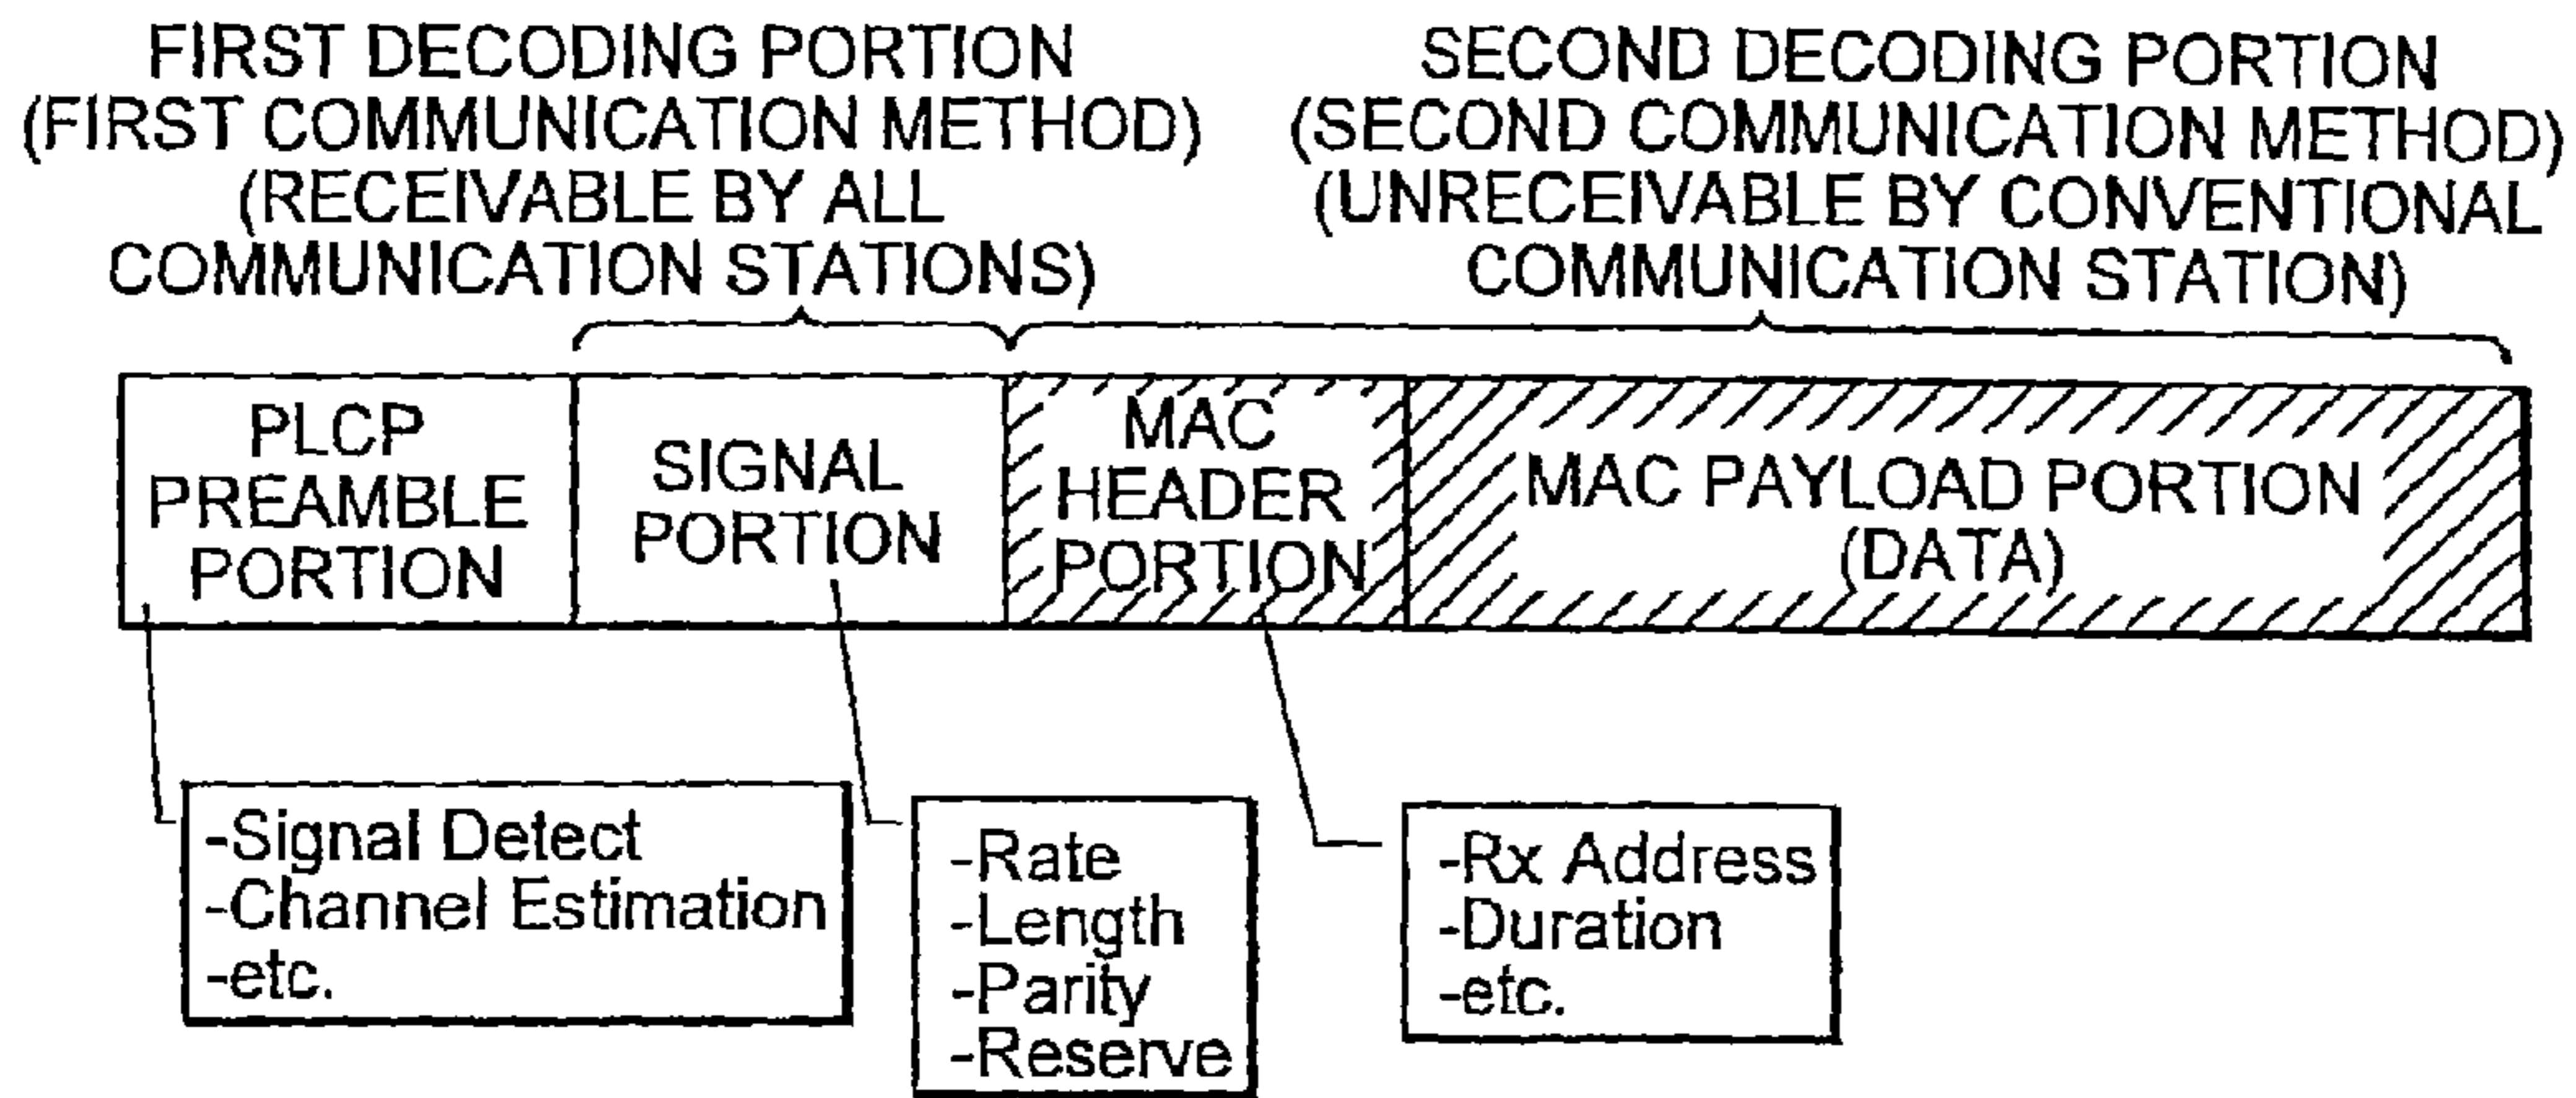 FIRST DECODING PORTION
(FIRST COMMUNICATION METHOD)
(RECEIVABLE BY ALL
COMMUNICATION STATIONS)
SECOND DECODING PORTION
(SECOND COMMUNICATION METHOD)
(UNRECEIVABLE BY CONVENTIONAL
COMMUNICATION STATION)
PLCP
PREAMBLE
PORTION
SIGNAL
PORTION
MAC
HEADER
PORTION
MAC PAYLOAD PORTION
(DATA)
-Signal Detect
-Channel Estimation
-etc.
-Rate
-Length
-Parity
-Reserve
-Rx Address
-Duration
-etc.